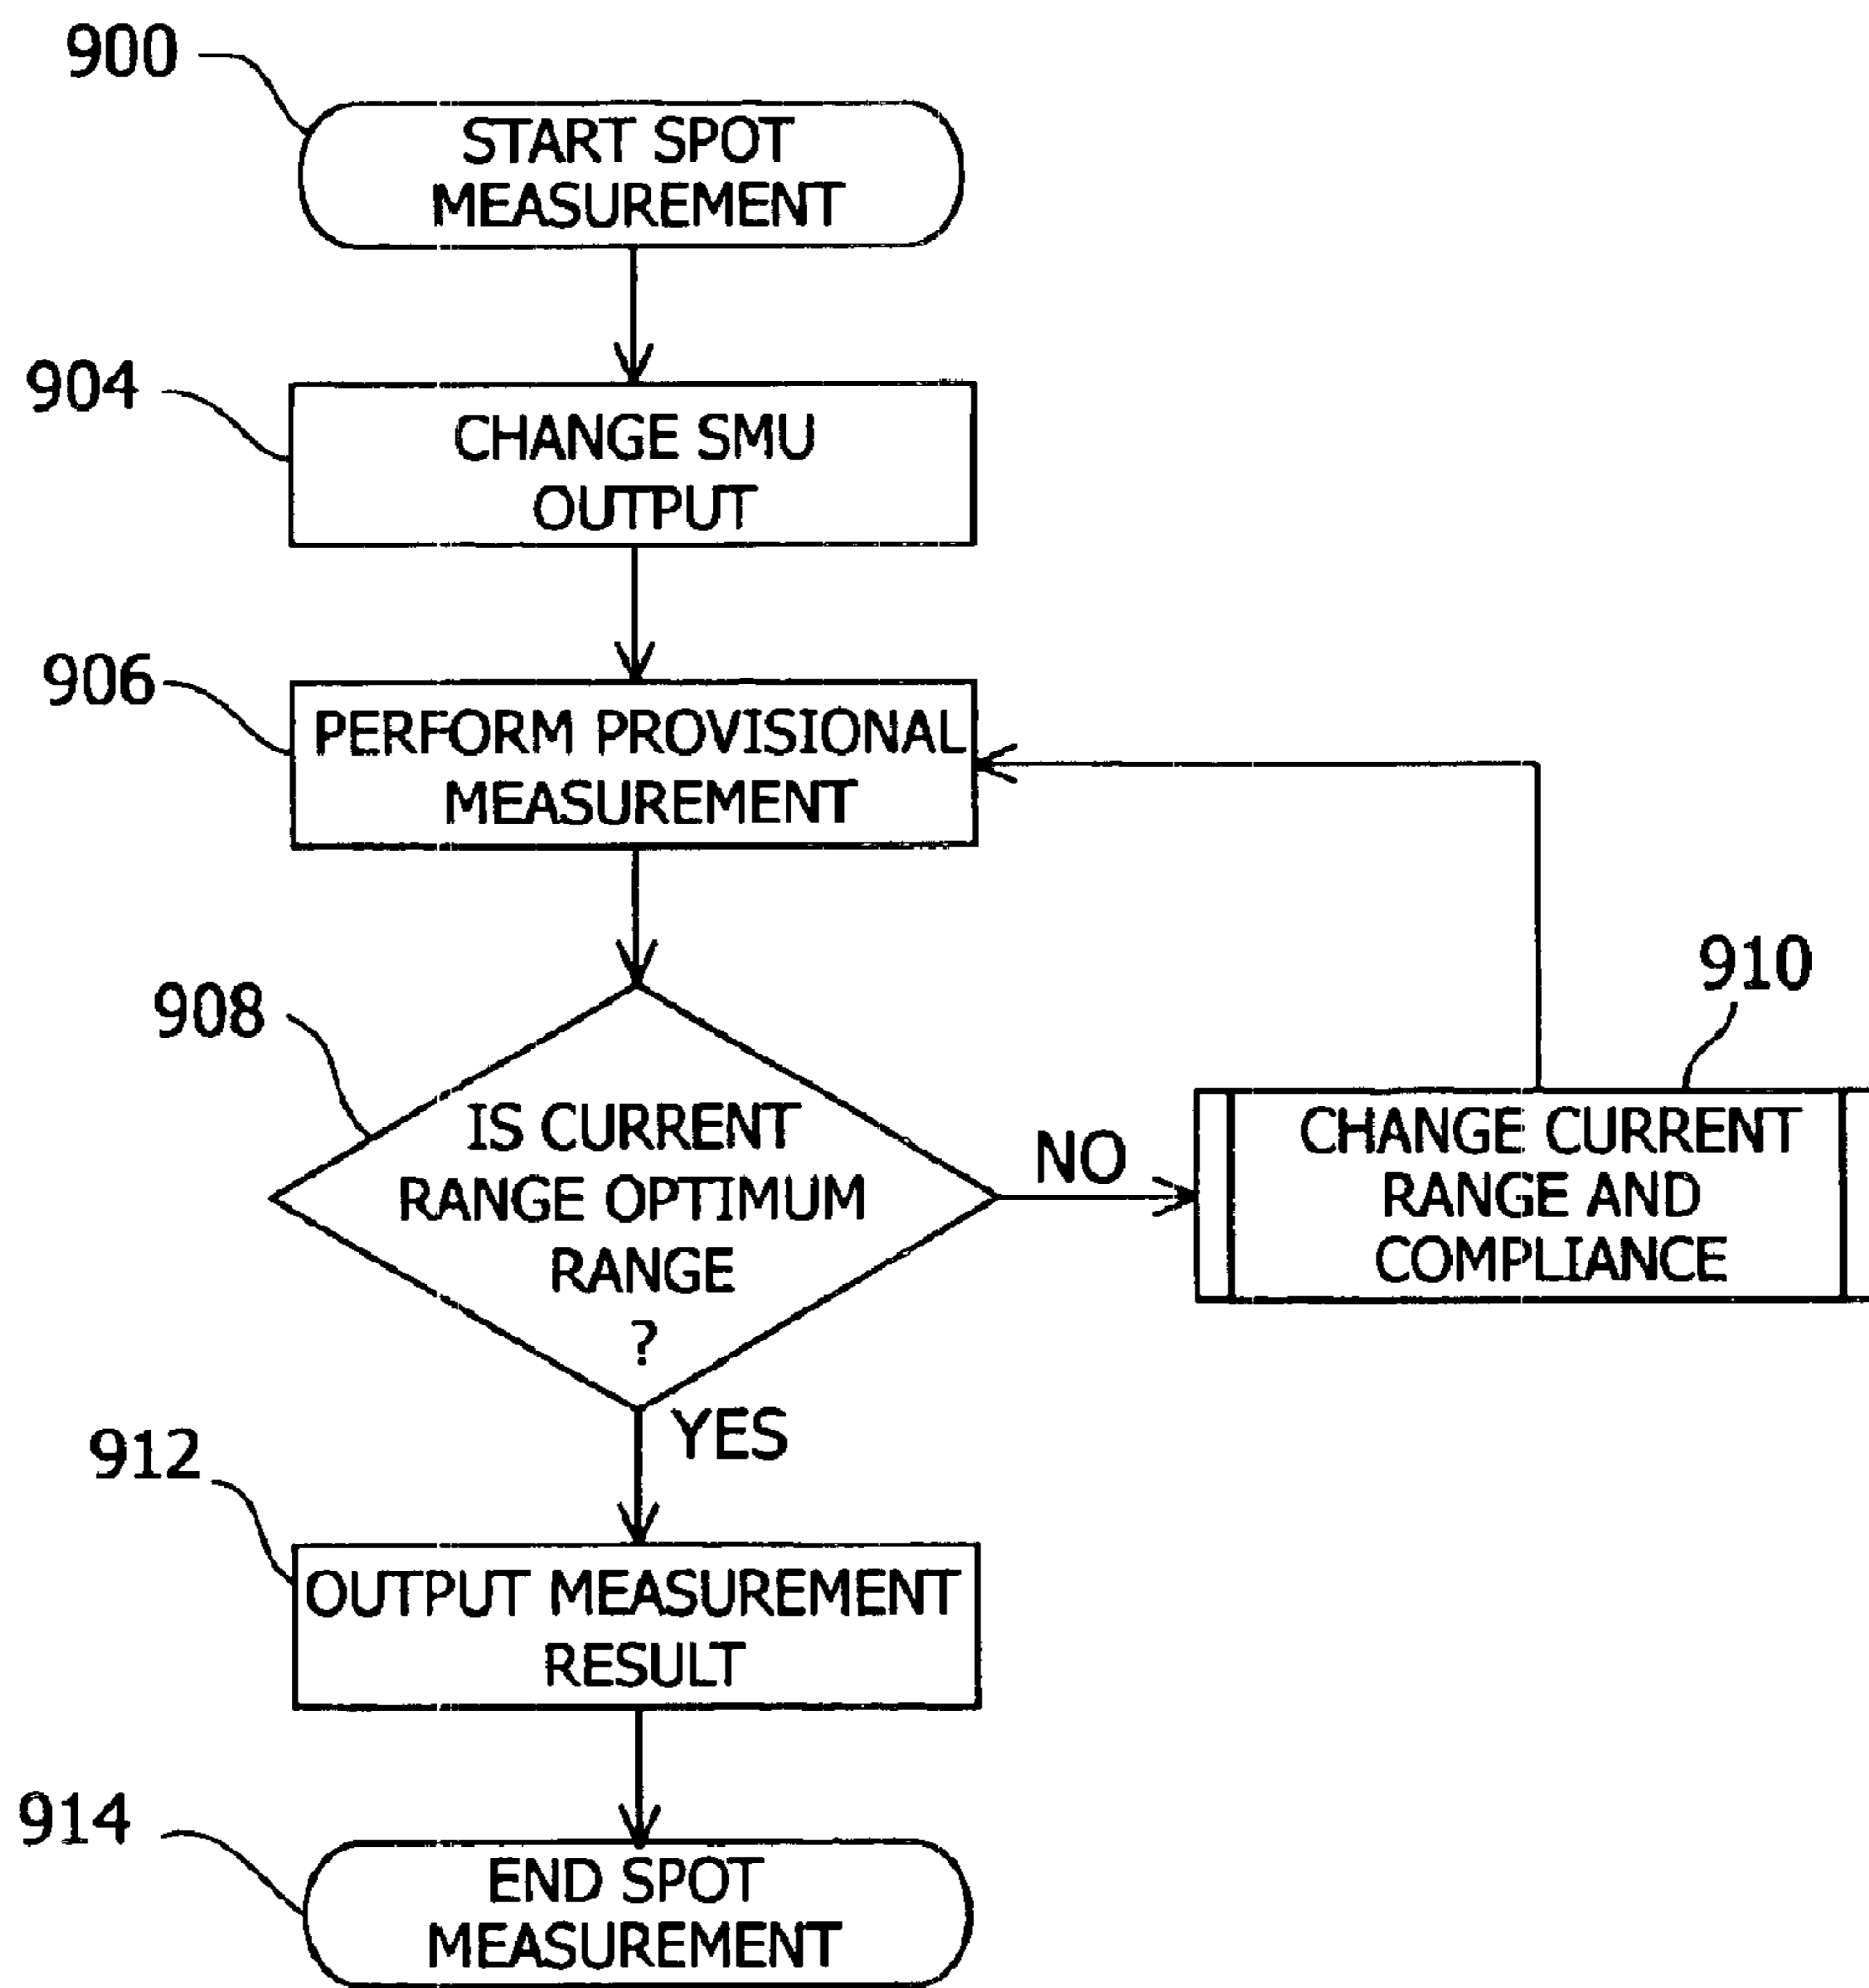 900
START SPOT
MEASUREMENT
904
CHANGE SMU
OUTPUT
906
PERFORM PROVISIONAL
MEASUREMENT
908
IS CURRENT
RANGE OPTIMUM
RANGE
?
NO
910
CHANGE CURRENT
RANGE AND
COMPLIANCE
YES
912
OUTPUT MEASUREMENT
RESULT
914
END SPOT
MEASUREMENT